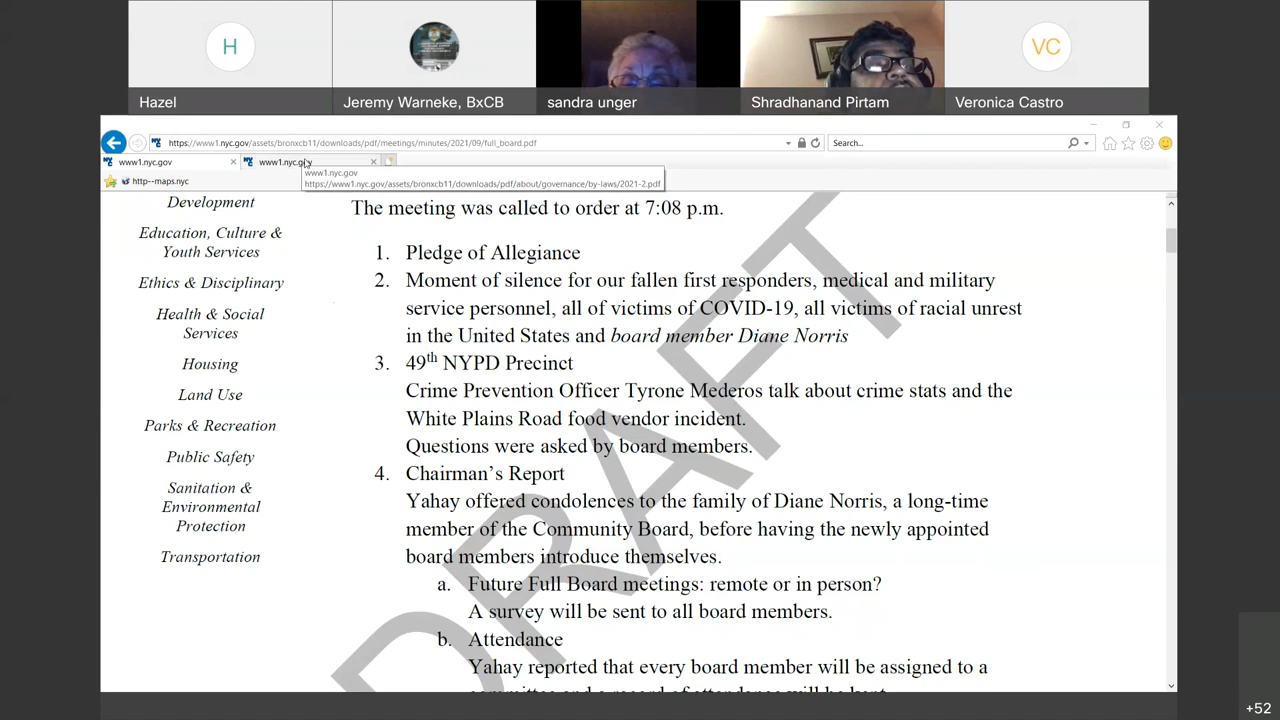 H
VC
Hazel
Jeremy Warneke, BxCB
sandra unger
Shradhanand Pirtam
Veronica Castro
https://www1.nyc.gov/assets/bronxcb11/downloads/pdf/meetings/minutes/2021/09/full_board.pdf
Search...
www1.nyc.gov
www1.nyc.gov
www1.nyc.gov
https://www1.nyc.gov/assets/bronxcb11/downloads/pdf/about/governance/by-laws/2021-2.pdf
http--maps.nyc
Development
Education, Culture &
Youth Services
Ethics & Disciplinary
Health & Social
Services
Housing
Land Use
Parks & Recreation
Public Safety
Sanitation &
Environmental
Protection
Transportation
The meeting was called to order at 7:08 p.m.
1. Pledge of Allegiance
2. Moment of silence for our fallen first responders, medical and military
service personnel, all of victims of COVID-19, all victims of racial unrest
in the United States and board member Diane Norris
3. 49th NYPD Precinct
Crime Prevention Officer Tyrone Mederos talk about crime stats and the
White Plains Road food vendor incident.
Questions were asked by board members.
4. Chairman's Report
Yahay offered condolences to the family of Diane Norris, a long-time
member of the Community Board, before having the newly appointed
board members introduce themselves.
a. Future Full Board meetings: remote or in person?
A survey will be sent to all board members.
b. Attendance
Yahay reported that every board member will be assigned to a
committee and a record of attendance will be kept
DRAFT
+52